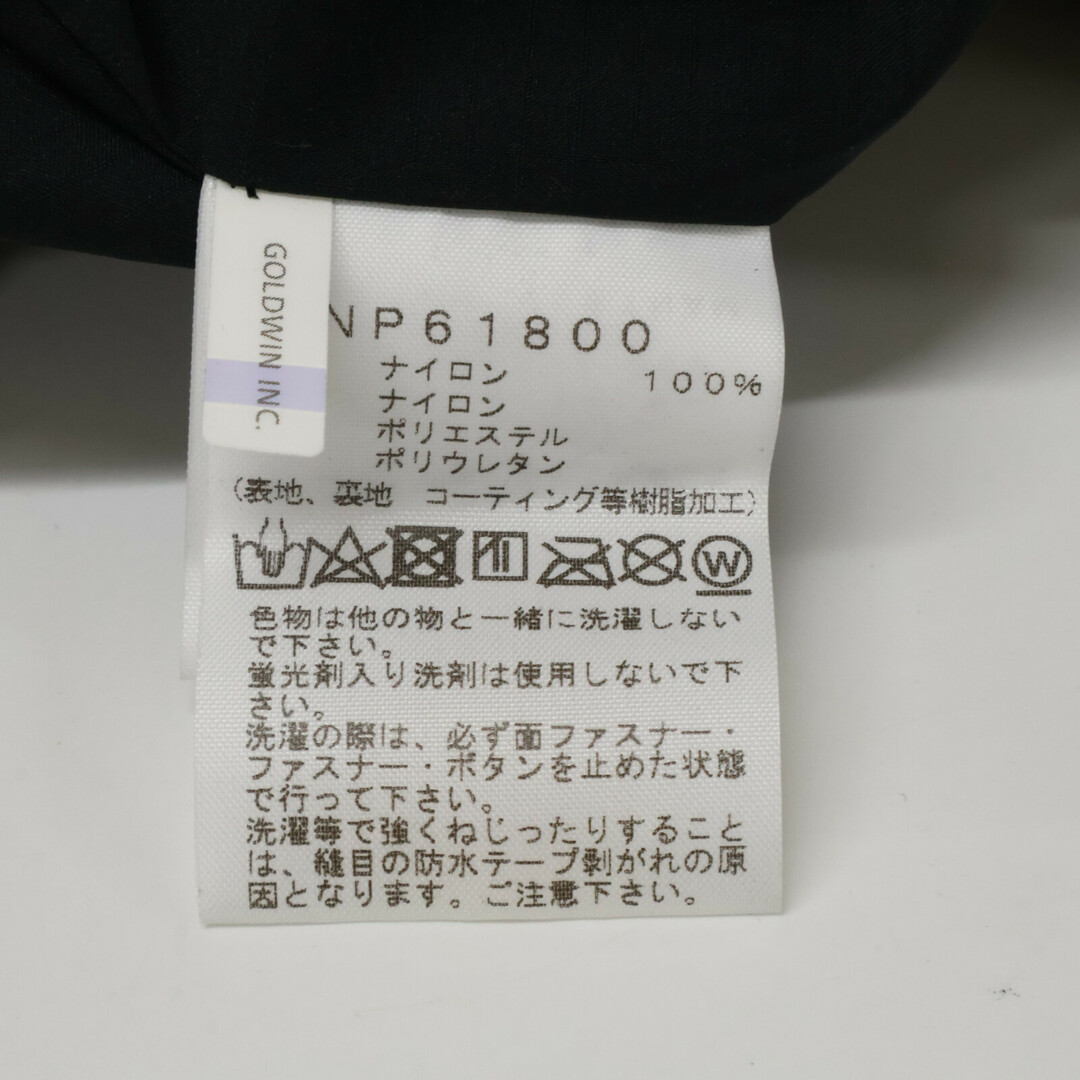 GOLDWIN INC.
NP61800
ナイロン 100%
ナイロン
ポリエステル
ポリウレタン
(表地、裏地 コーティング等樹脂加工)
W
色物は他の物と一緒に洗濯しない
で下さい。
蛍光剤入り洗剤は使用しないで下
さい。
洗濯の際は、必ず面ファスナー・
ファスナー・ボタンを止めた状態
で行って下さい。
洗濯等で強くねじったりすること
は、縫目の防水テープ剥がれの原
因となります。ご注意下さい。